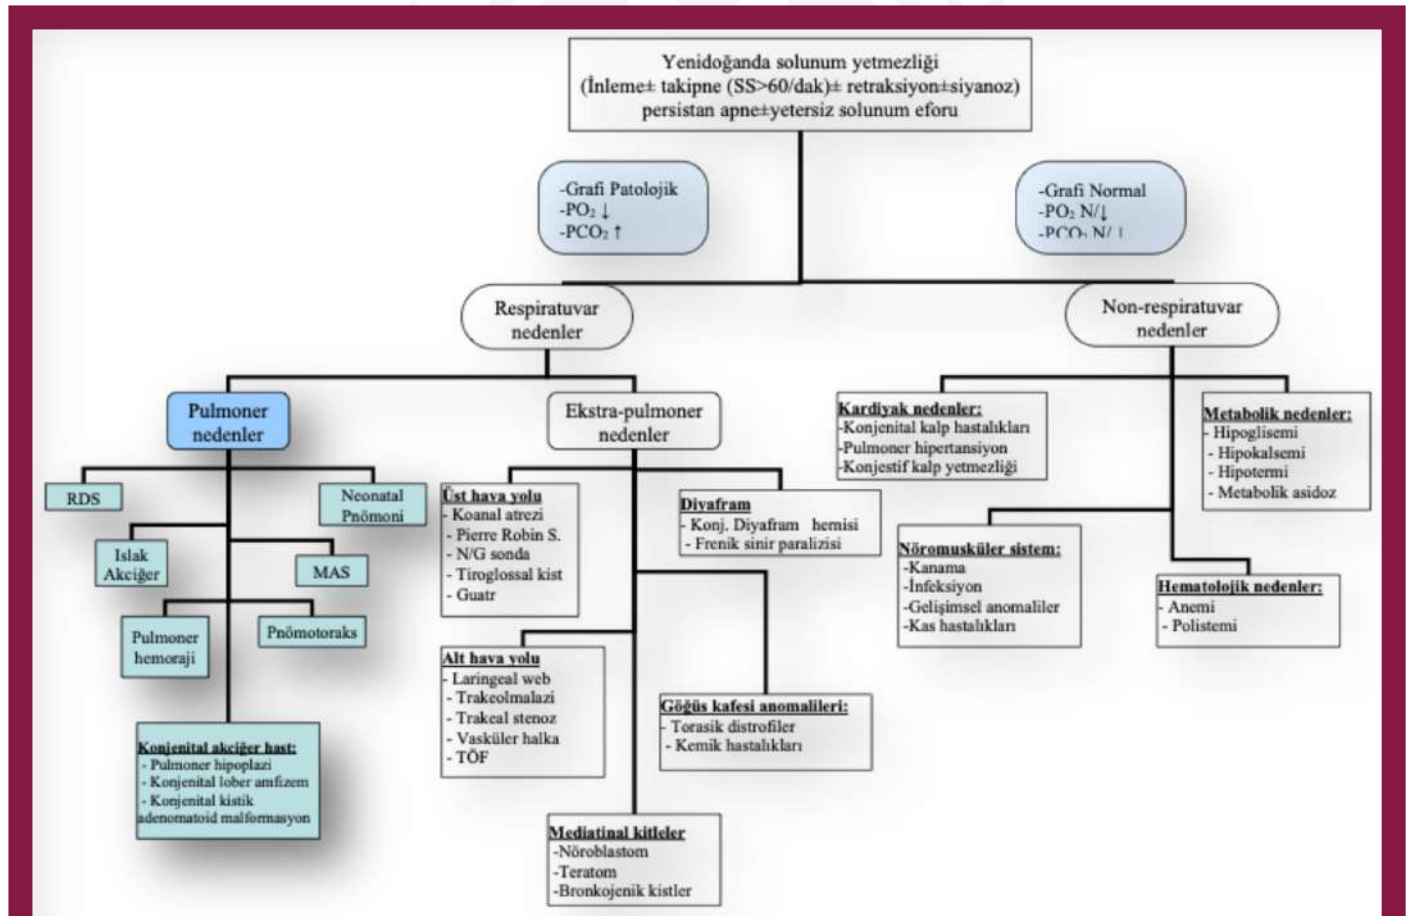 Yenidoğanda solunum yetmezliği
(İnleme± takipne (SS>60/dak)± retraksiyon±siyanoz)
persistan apne±yetersiz solunum eforu
-Grafi Patolojik
-PO₂ ↓
-PCO₂ ↑
-Grafi Normal
-PO₂ N/↓
-PCO₂ N/
Respiratuvar
nedenler
Non-respiratuvar
nedenler
Pulmoner
nedenler
Ekstra-pulmoner
nedenler
Kardiyak nedenler:
-Konjenital kalp hastalıkları
-Pulmoner hipertansiyon
-Konjestif kalp yetmezliği
Metabolik nedenler:
- Hipoglisemi
- Hipokalsemi
- Hipotermi
- Metabolik asidoz
RDS
Neonatal
Pnömoni
Islak
Akciğer
MAS
Pulmoner
hemoraji
Pnömotoraks
Konjenital akciğer hast:
- Pulmoner hipoplazi
- Konjenital lober amfizem
- Konjenital kistik
adenomatoid malformasyon
Üst hava yolu
- Koanal atrezi
- Pierre Robin S.
- N/G sonda
- Tiroglossal kist
- Guatr
Diyafram
- Konj. Diyafram hernisi
- Frenik sinir paralizisi
Alt hava yolu
- Laringeal web
- Trakeolmalazi
- Trakeal stenoz
- Vasküler halka
- TÖF
Göğüs kafesi anomalileri:
- Torasik distrofiler
- Kemik hastalıkları
Mediatinal kitleler
-Nöroblastom
-Teratom
-Bronkojenik kistler
Nöromusküler sistem:
-Kanama
-İnfeksiyon
-Gelişimsel anomaliler
-Kas hastalıkları
Hematolojik nedenler:
- Anemi
- Polistemi